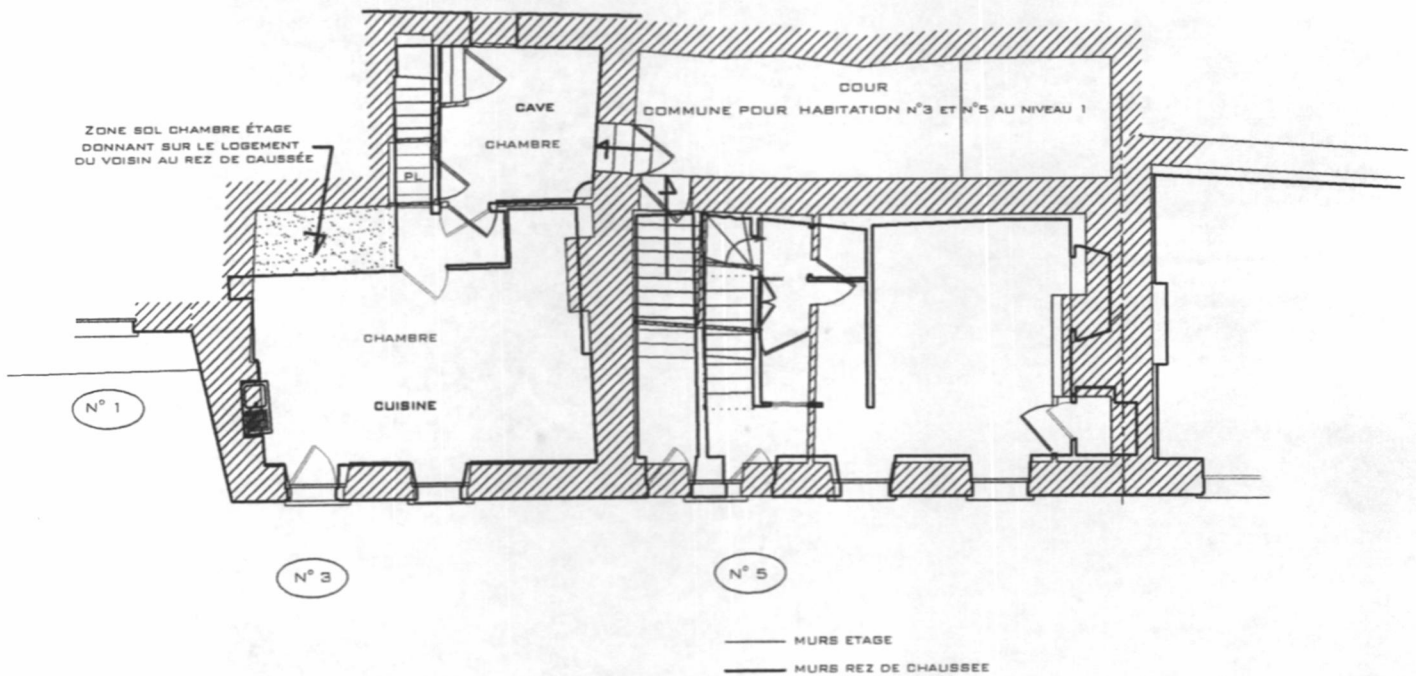 COUR
COMMUNE POUR HABITATION N°3 ET N°5 AU NIVEAU 1
CAVE
CHAMBRE
ZONE SOL CHAMBRE ÉTAGE
DONNANT SUR LE LOGEMENT
DU VOISIN AU REZ DE CAUSSÉE
PL
CHAMBRE
CUISINE
N° 1
N° 3
N° 5
MURS ETAGE
MURS REZ DE CHAUSSEE